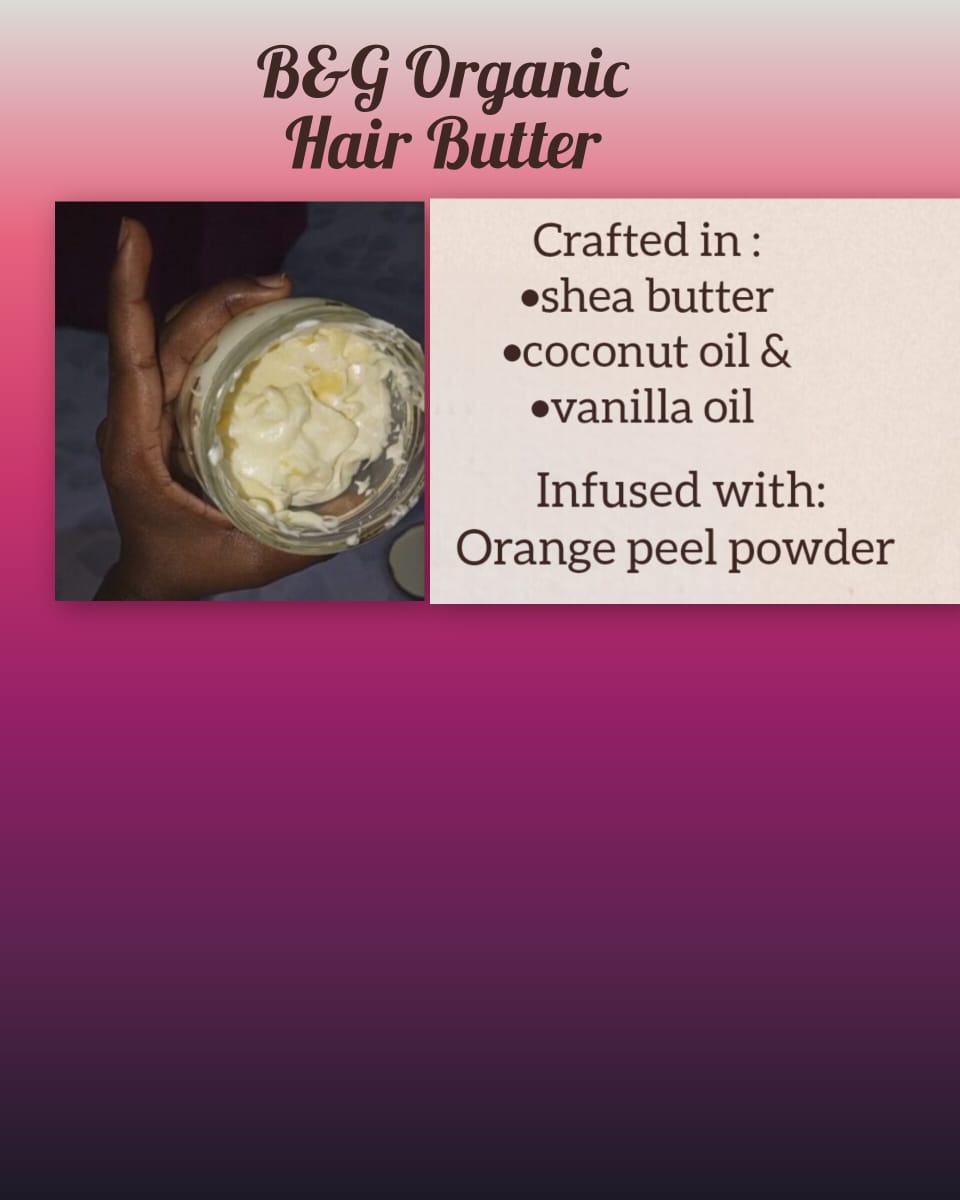 B&G Organic
Hair Butter
Crafted in :
•shea butter
•coconut oil &
•vanilla oil
Infused with:
Orange peel powder